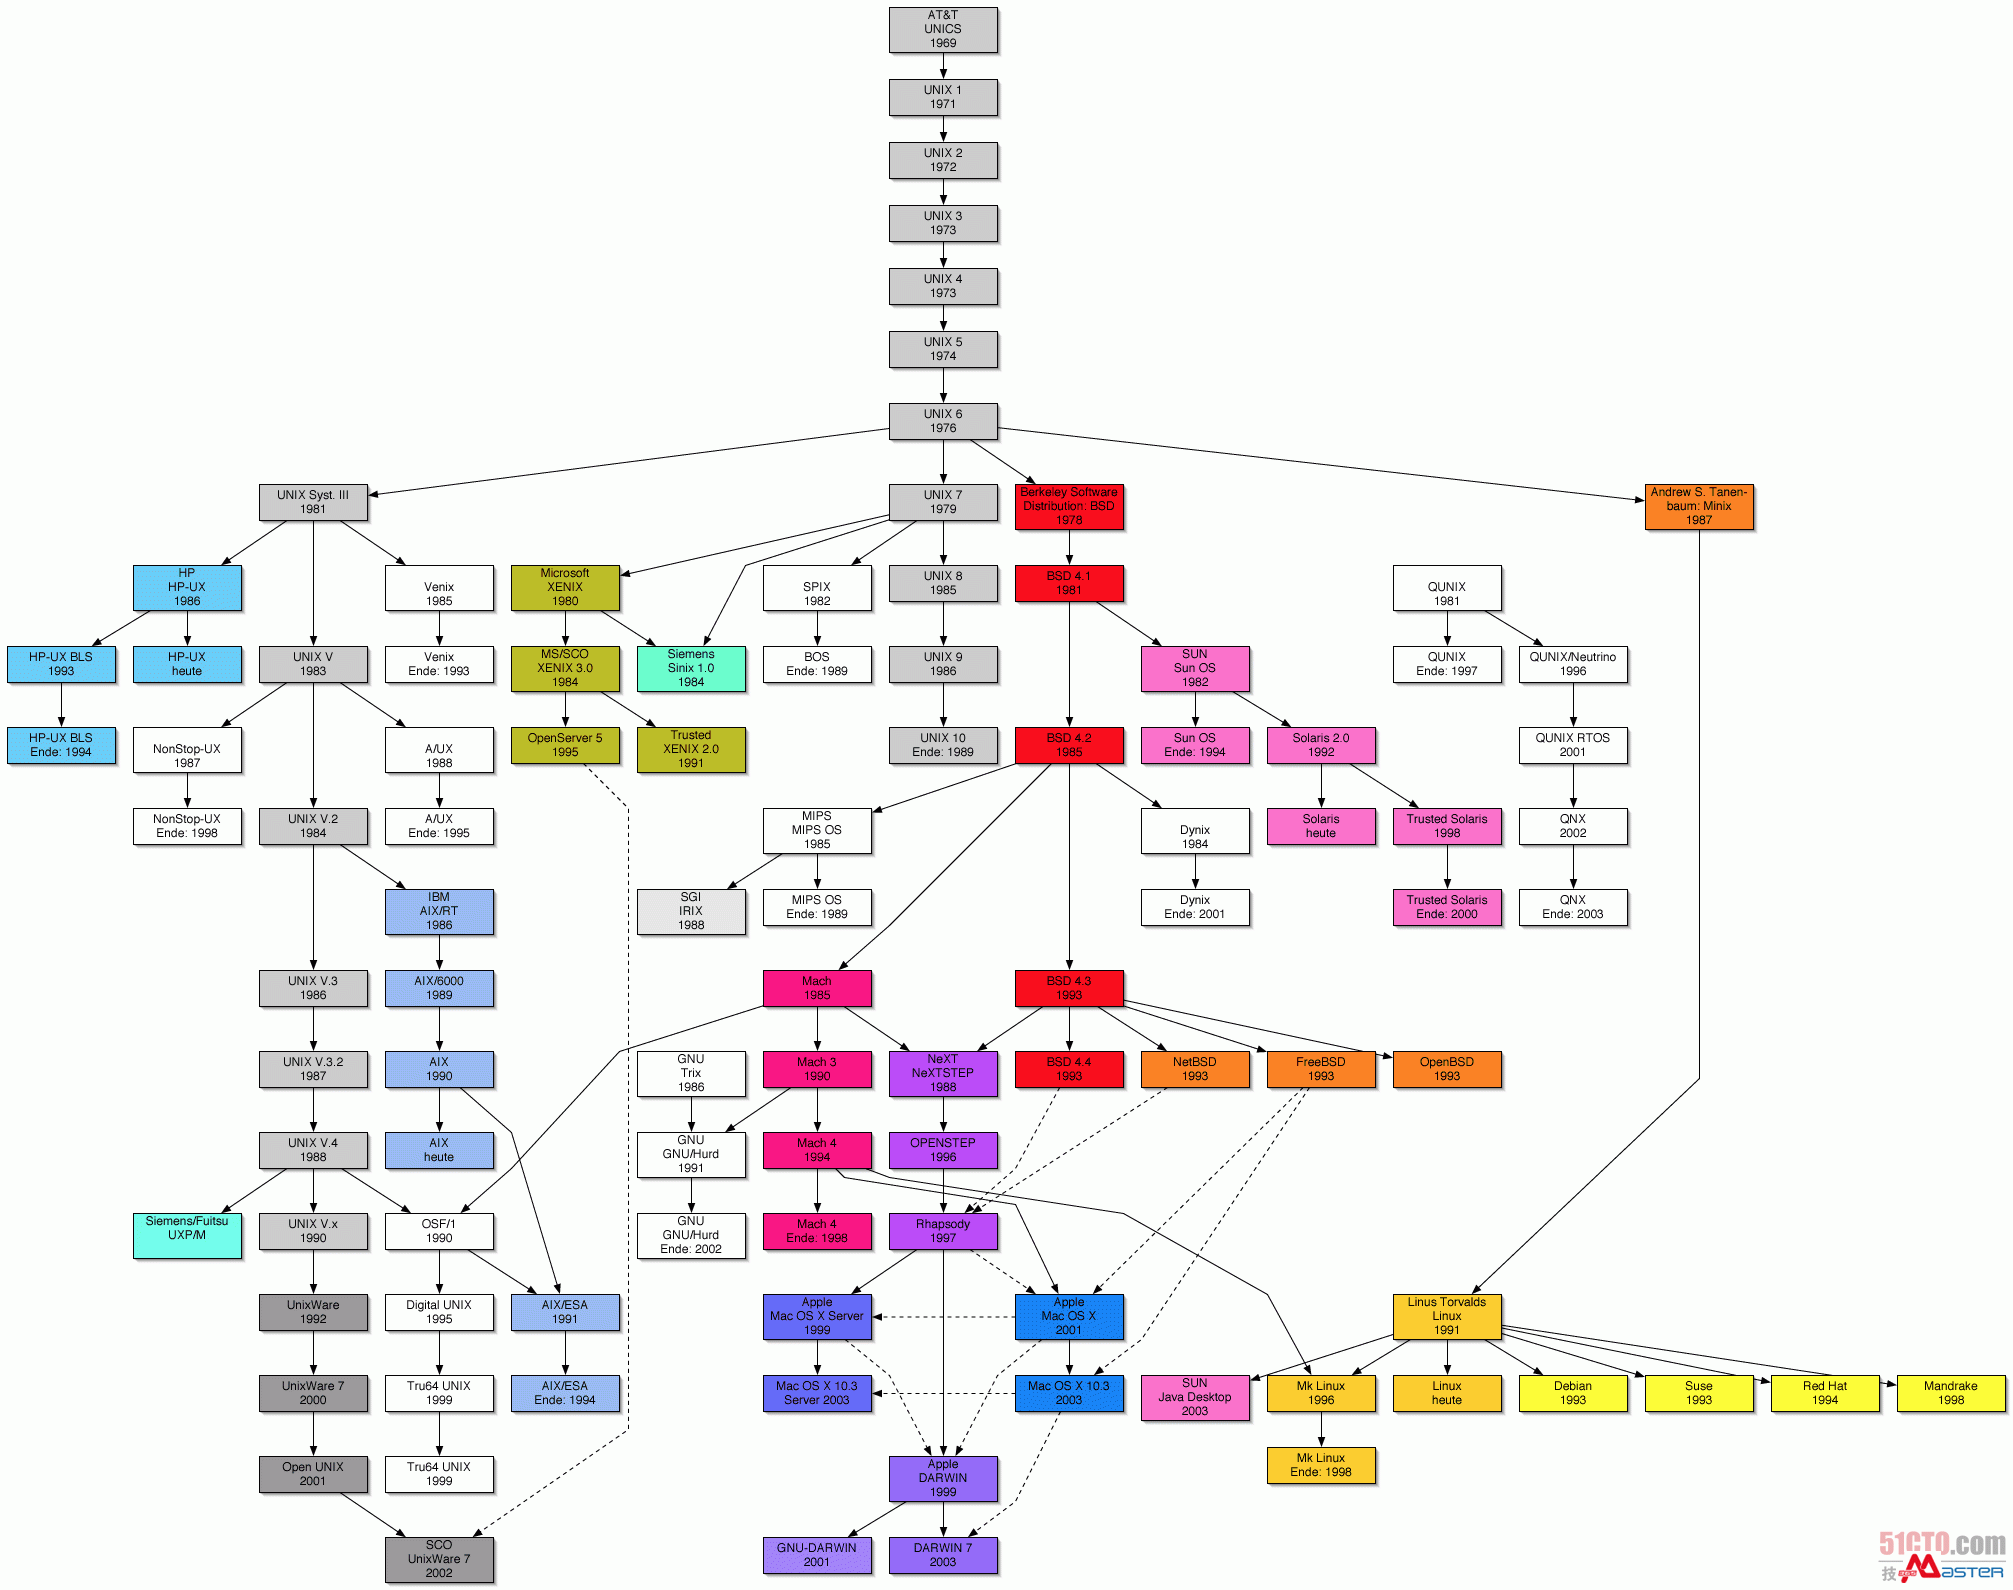 AT&T
UNICS
1969
UNIX 1
1971
UNIX 2
1972
UNIX 3
1973
UNIX 4
1973
UNIX 5
1974
UNIX 6
1976
UNIX Syst. III
1981
UNIX 7
1979
Berkeley Software
Distribution: BSD
1978
Andrew S. Tanen-
baum: Minix
1987
HP
HP-UX
1986
Venix
1985
Microsoft
XENIX
1980
SPIX
1982
UNIX 8
1985
BSD 4.1
1981
QUNIX
1981
HP-UX BLS
1993
HP-UX
heute
UNIX V
1983
Venix
Ende: 1993
MS/SCO
XENIX 3.0
1984
Siemens
Sinix 1.0
1984
BOS
Ende: 1989
UNIX 9
1986
SUN
Sun OS
1982
QUNIX
Ende: 1997
QUNIX/Neutrino
1996
HP-UX BLS
Ende: 1994
NonStop-UX
1987
A/UX
1988
OpenServer 5
1995
Trusted
XENIX 2.0
1991
UNIX 10
Ende: 1989
BSD 4.2
1985
Sun OS
Ende: 1994
Solaris 2.0
1992
QUNIX RTOS
2001
NonStop-UX
Ende: 1998
UNIX V.2
1984
A/UX
Ende: 1995
MIPS
MIPS OS
1985
Dynix
1984
Solaris
heute
Trusted Solaris
1998
QNX
2002
IBM
AIX/RT
1986
SGI
IRIX
1988
MIPS OS
Ende: 1989
Dynix
Ende: 2001
Trusted Solaris
Ende: 2000
QNX
Ende: 2003
UNIX V.3
1986
AIX/6000
1989
Mach
1985
BSD 4.3
1993
UNIX V.3.2
1987
AIX
1990
GNU
Trix
1986
Mach 3
1990
NeXT
NeXTSTEP
1988
BSD 4.4
1993
NetBSD
1993
FreeBSD
1993
OpenBSD
1993
UNIX V.4
1988
AIX
heute
GNU
GNU/Hurd
1991
Mach 4
1994
OPENSTEP
1996
Siemens/Fuitsu
UXP/M
UNIX V.x
1990
OSF/1
1990
GNU
GNU/Hurd
Ende: 2002
Mach 4
Ende: 1998
Rhapsody
1997
UnixWare
1992
Digital UNIX
1995
AIX/ESA
1991
Apple
Mac OS X Server
1999
Apple
Mac OS X
2001
Linus Torvalds
Linux
1991
UnixWare 7
2000
Tru64 UNIX
1999
AIX/ESA
Ende: 1994
Mac OS X 10.3
Server 2003
Mac OS X 10.3
2003
SUN
Java Desktop
2003
Mk Linux
1996
Linux
heute
Debian
1993
Suse
1993
Red Hat
1994
Mandrake
1998
Open UNIX
2001
Tru64 UNIX
1999
Apple
DARWIN
1999
Mk Linux
Ende: 1998
SCO
UnixWare 7
2002
GNU-DARWIN
2001
DARWIN 7
2003
51CTO.com
技 Master